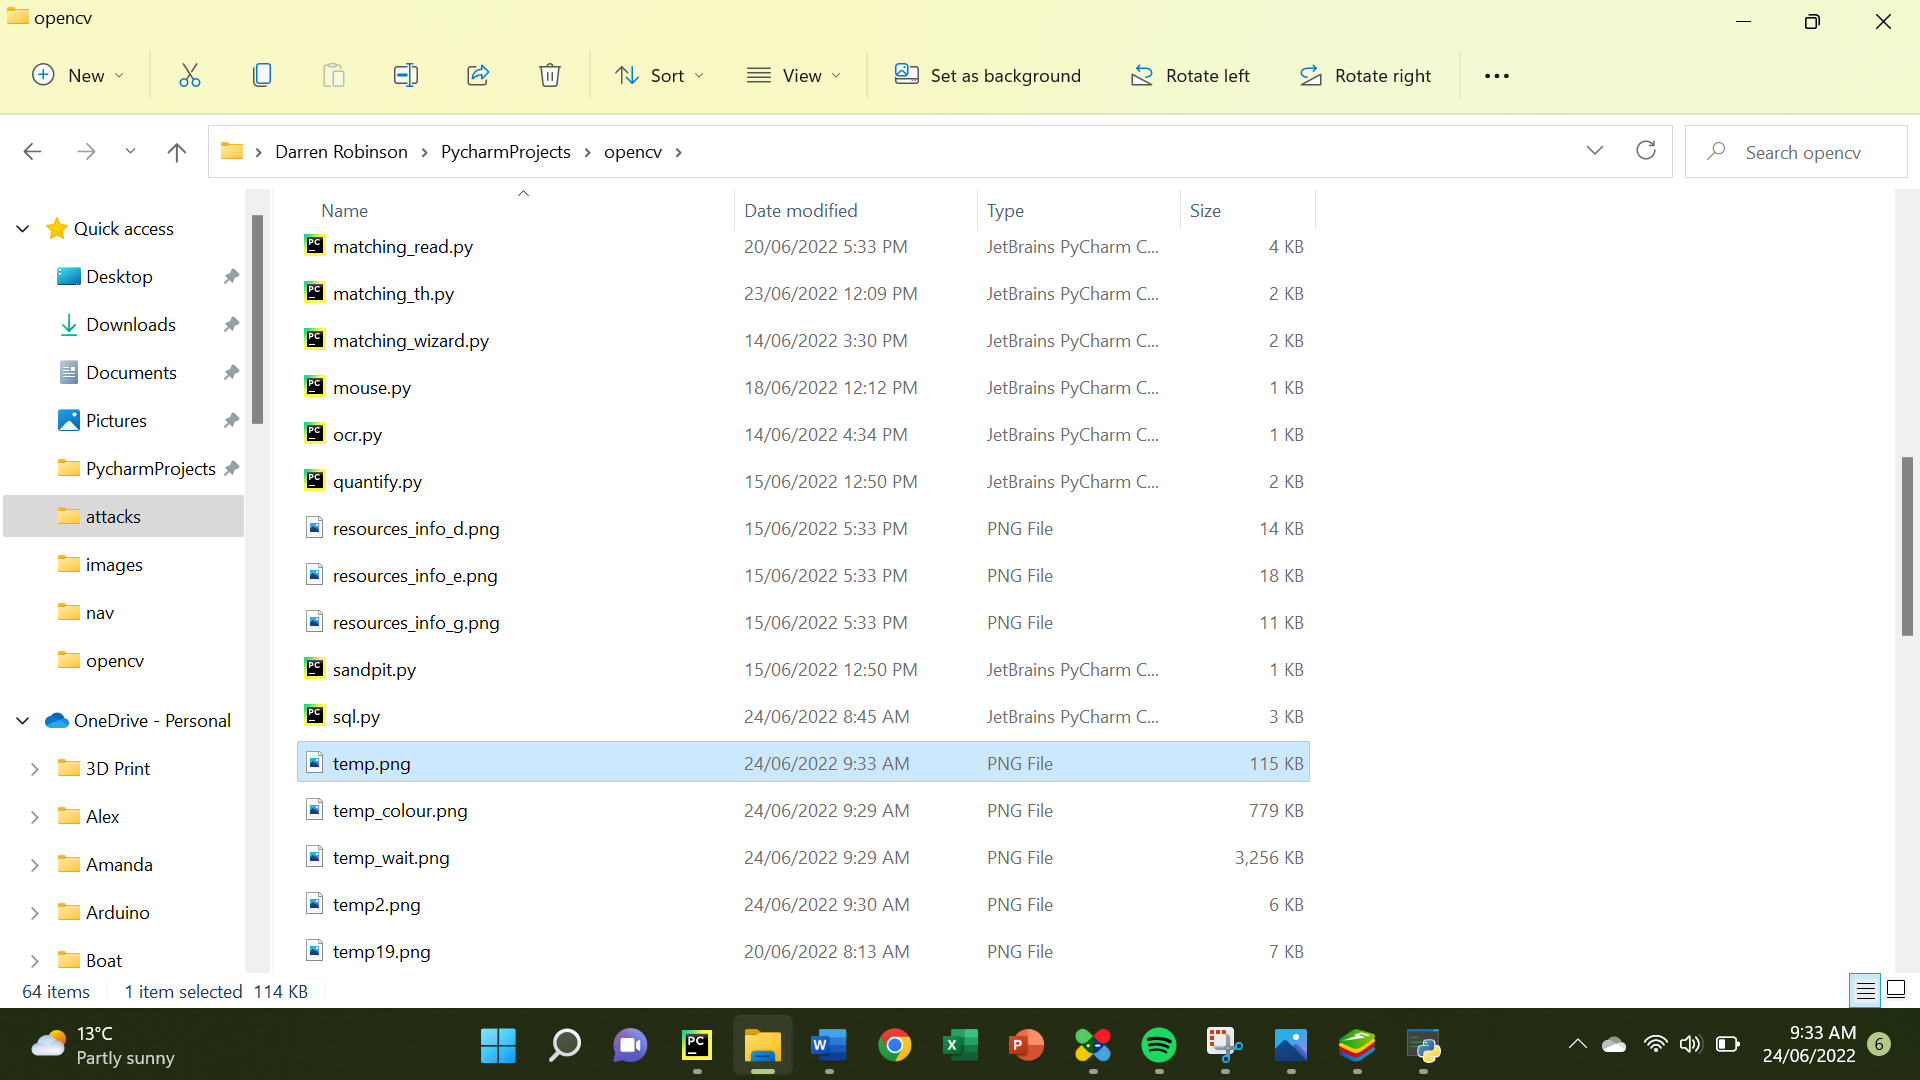 opencv
New
Sort
View
Set as background
Rotate left
Rotate right
Darren Robinson > PycharmProjects > opencv >
Search opencv
Name Date modified Type Size
Quick access
Desktop
Downloads
Documents
Pictures
PycharmProjects
attacks
images
nav
opencv
OneDrive - Personal
3D Print
Alex
Amanda
Arduino
Boat
matching_read.py 20/06/2022 5:33 PM JetBrains PyCharm C... 4 KB
matching_th.py 23/06/2022 12:09 PM JetBrains PyCharm C... 2 KB
matching_wizard.py 14/06/2022 3:30 PM JetBrains PyCharm C... 2 KB
mouse.py 18/06/2022 12:12 PM JetBrains PyCharm C... 1 KB
ocr.py 14/06/2022 4:34 PM JetBrains PyCharm C... 1 KB
quantify.py 15/06/2022 12:50 PM JetBrains PyCharm C... 2 KB
resources_info_d.png 15/06/2022 5:33 PM PNG File 14 KB
resources_info_e.png 15/06/2022 5:33 PM PNG File 18 KB
resources_info_g.png 15/06/2022 5:33 PM PNG File 11 KB
sandpit.py 15/06/2022 12:50 PM JetBrains PyCharm C... 1 KB
sql.py 24/06/2022 8:45 AM JetBrains PyCharm C... 3 KB
temp.png 24/06/2022 9:33 AM PNG File 115 KB
temp_colour.png 24/06/2022 9:29 AM PNG File 779 KB
temp_wait.png 24/06/2022 9:29 AM PNG File 3,256 KB
temp2.png 24/06/2022 9:30 AM PNG File 6 KB
temp19.png 20/06/2022 8:13 AM PNG File 7 KB
64 items 1 item selected 114 KB
13°C
Partly sunny
9:33 AM
24/06/2022
6